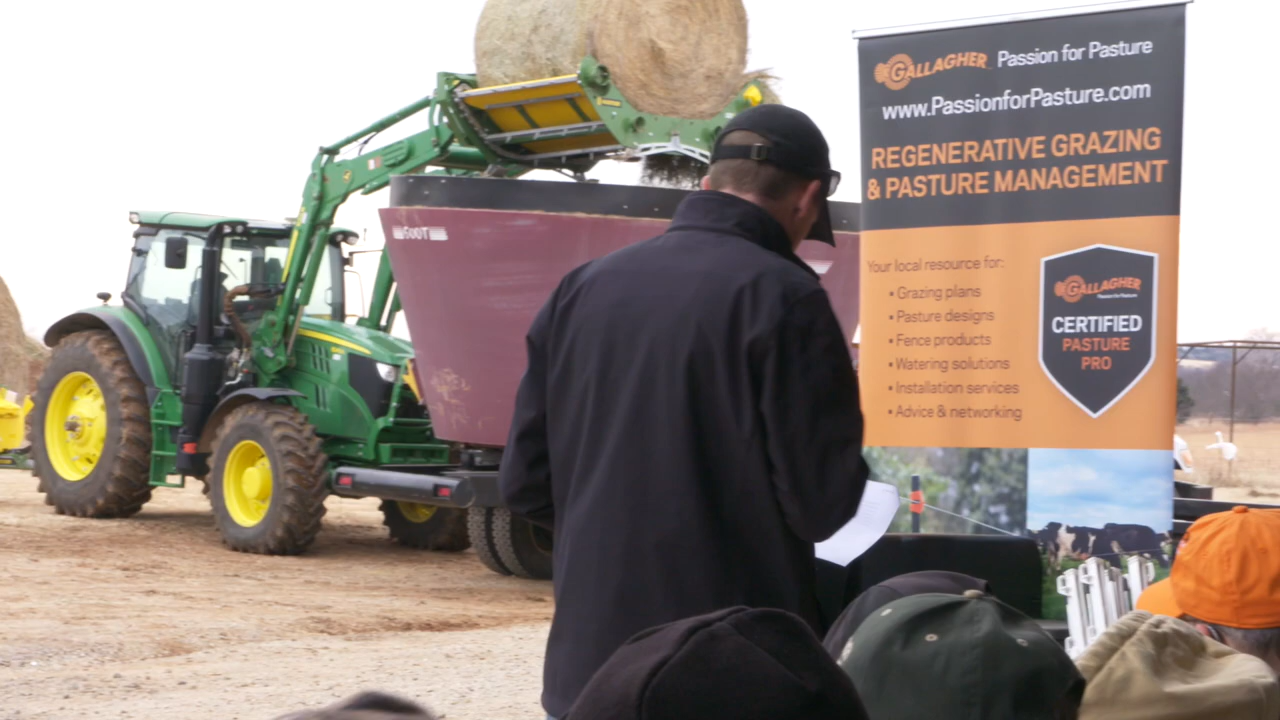 GALLAGHER Passion for Pasture
www.PassionforPasture.com
REGENERATIVE GRAZING
& PASTURE MANAGEMENT
Your local resource for:
▪ Grazing plans
▪ Pasture designs
▪ Fence products
▪ Watering solutions
▪ Installation services
▪ Advice & networking
GALLAGHER
Passion for Pasture
CERTIFIED
PASTURE
PRO